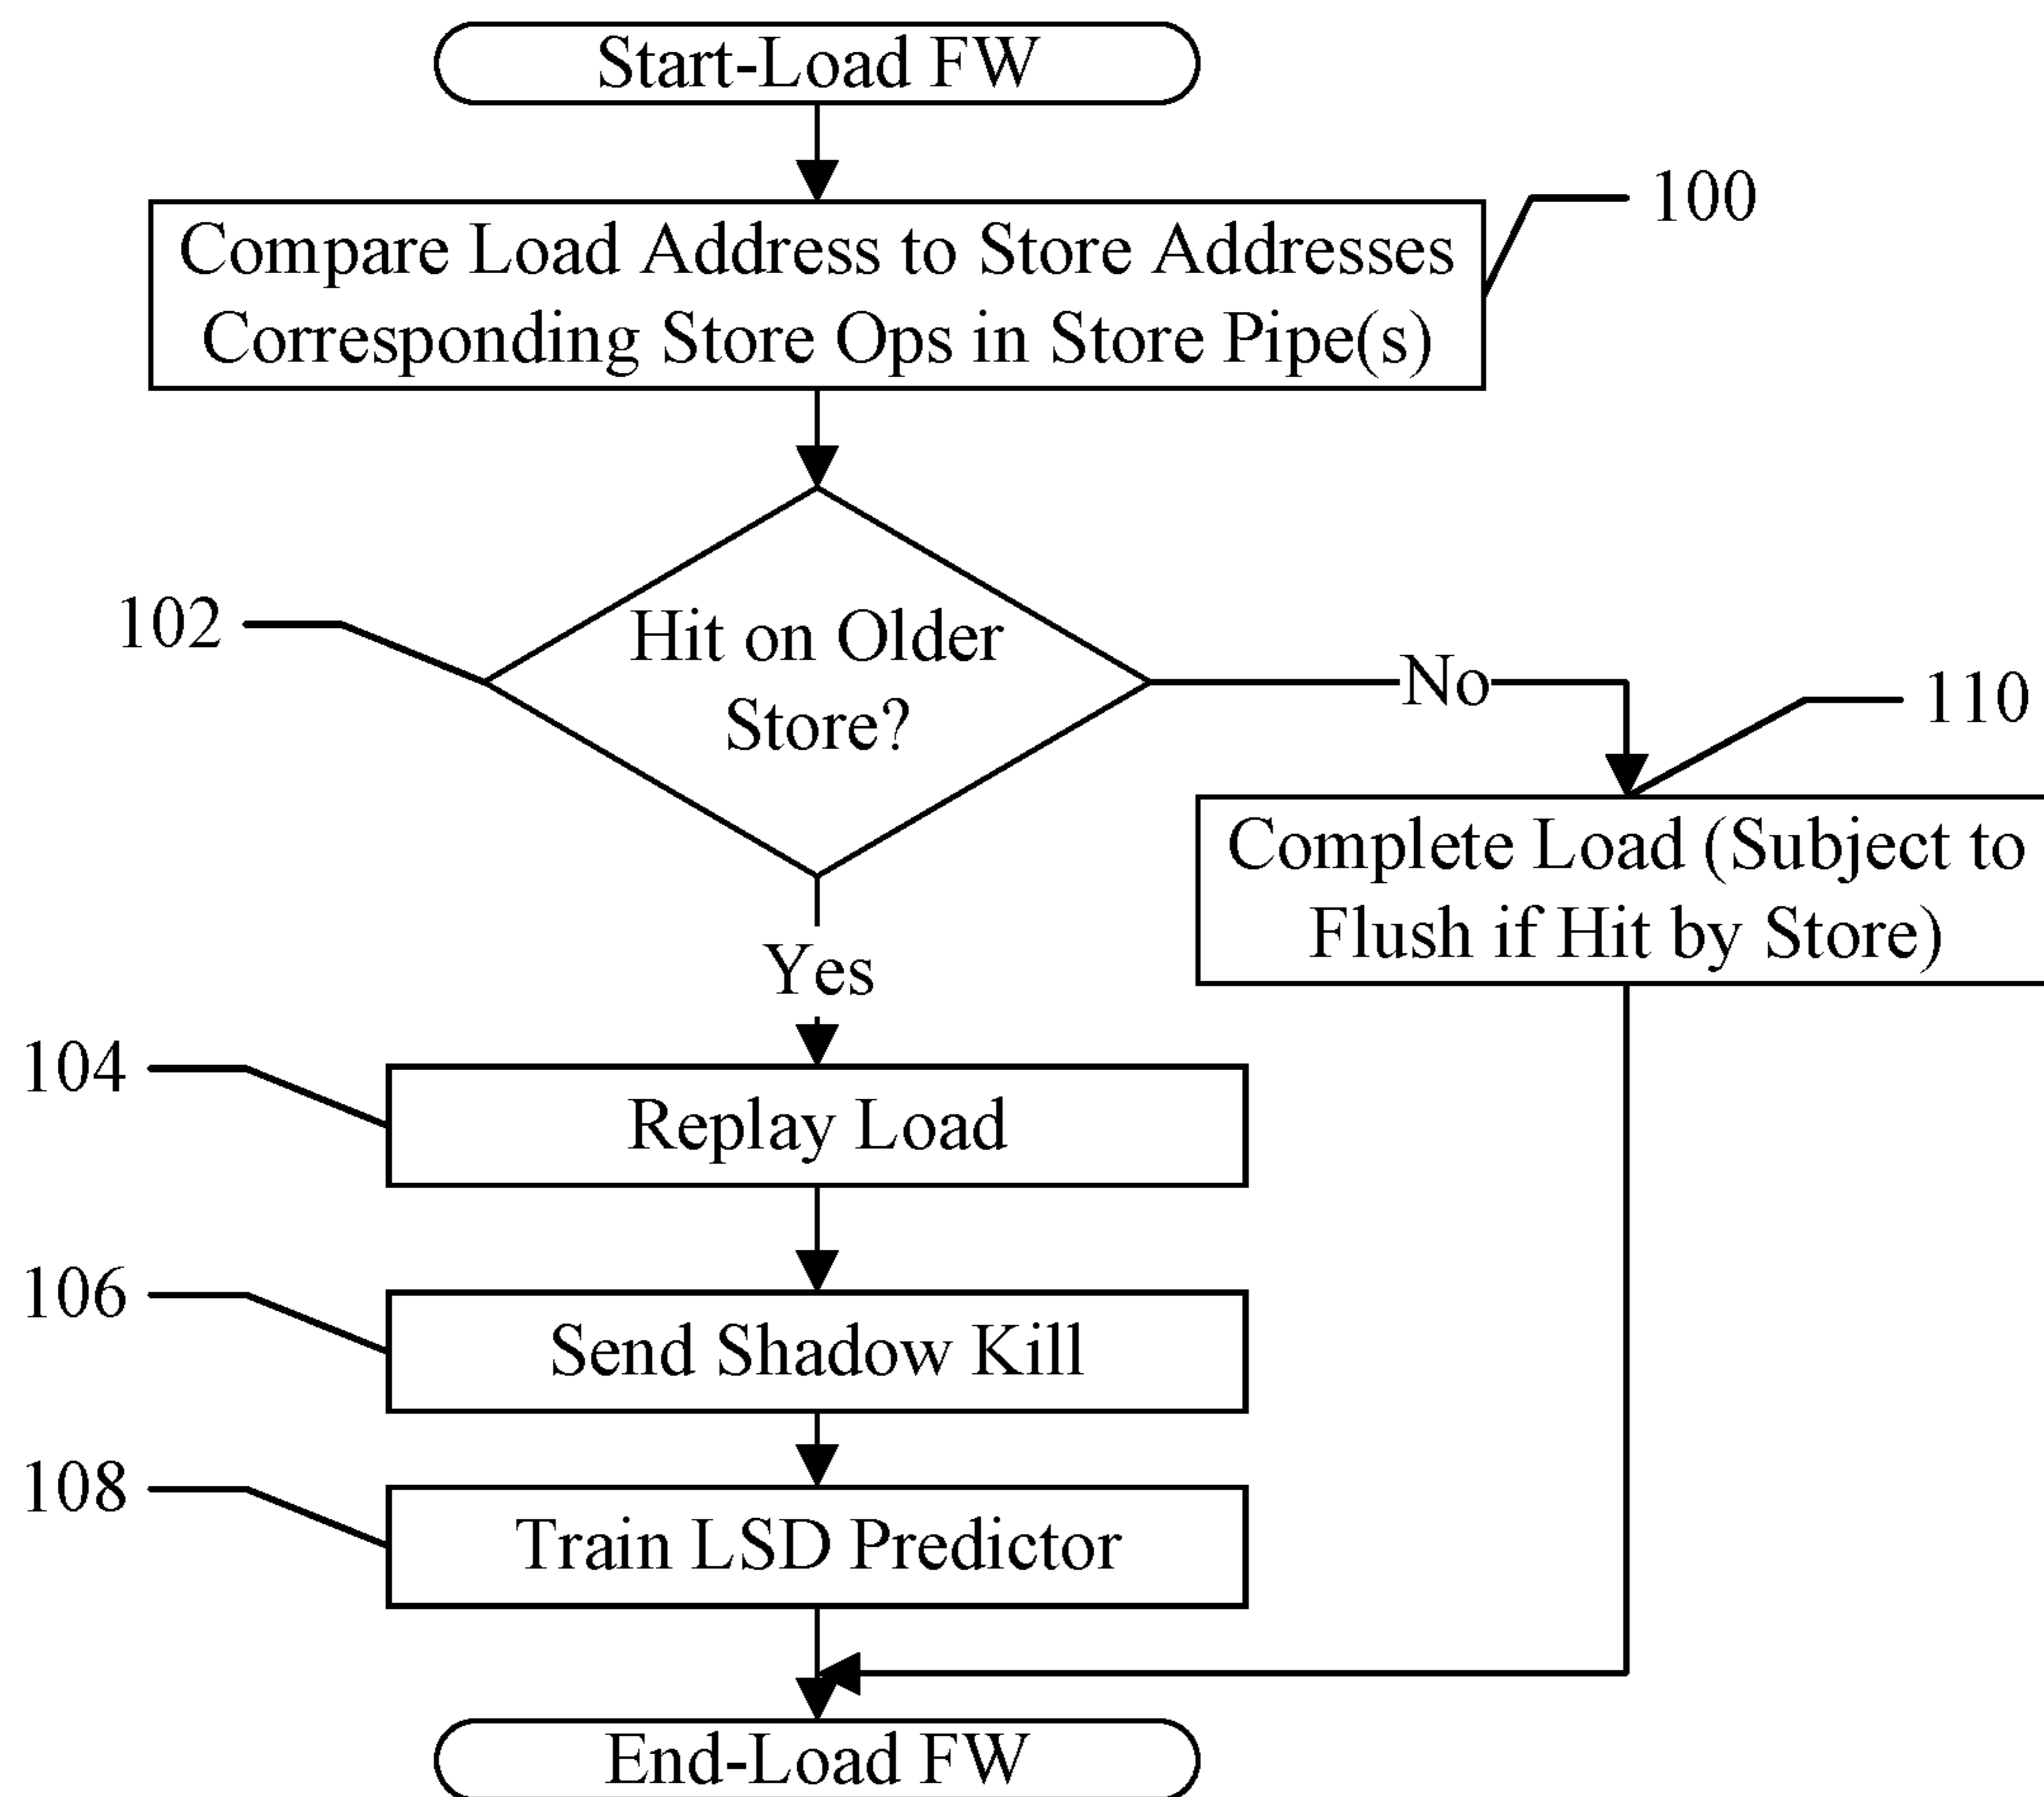 Start-Load FW
100
Compare Load Address to Store Addresses
Corresponding Store Ops in Store Pipe(s)
102
Hit on Older
Store?
No
110
Complete Load (Subject to
Flush if Hit by Store)
Yes
104
Replay Load
106
Send Shadow Kill
108
Train LSD Predictor
End-Load FW